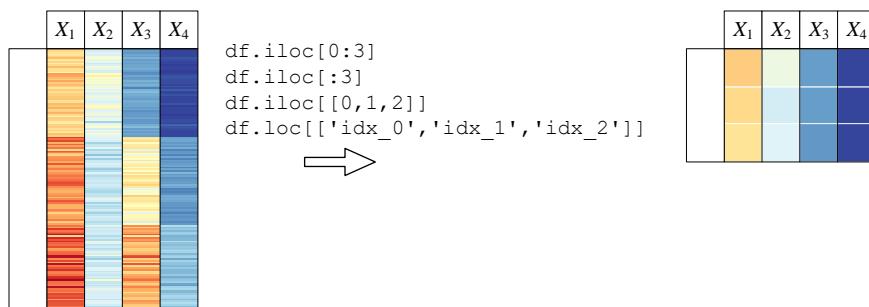 X1 X2 X3 X4
df.iloc[0:3]
df.iloc[:3]
df.iloc[[0,1,2]]
df.loc[['idx_0','idx_1','idx_2']]
X1 X2 X3 X4